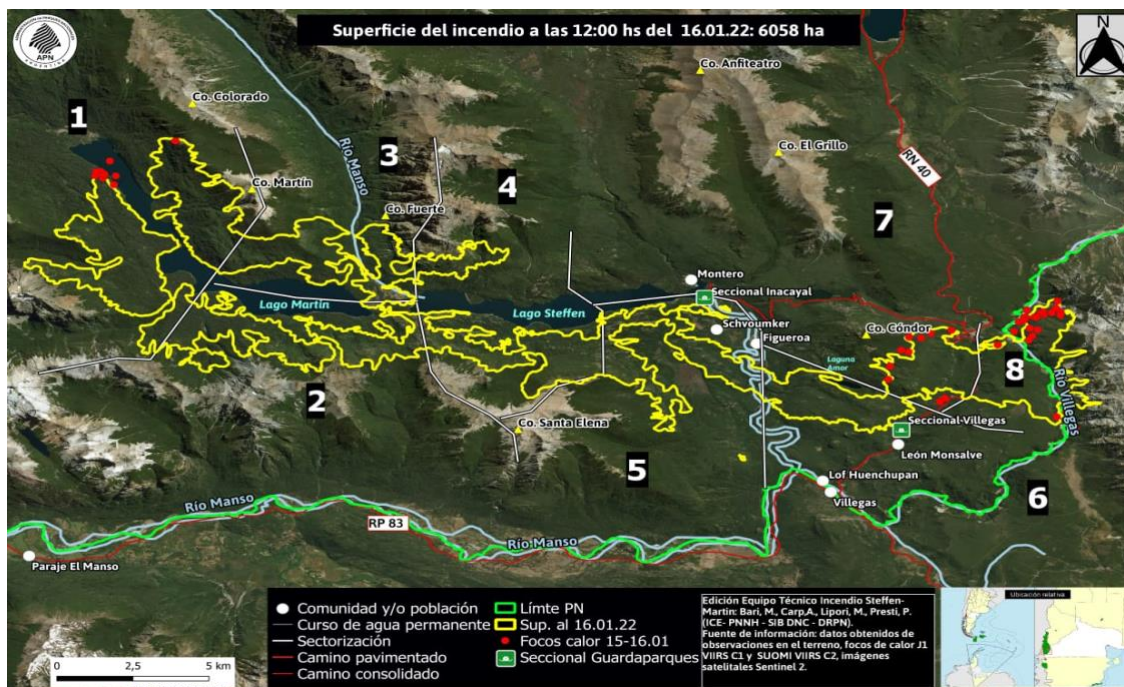 Superficie del incendio a las 12:00 hs del 16.01.22: 6058 ha
APN
ARGENTINA
N
Co. Anfiteatro
Co. Colorado
1
Río Manso
3
Co. El Grillo
RN 40
4
Co. Martín
Co. Fuerte
7
Montero
Seccional Inacayal
Lago Martín
Lago Steffen
Schvoumker
Figueroa
Co. Cóndor
Laguna
Amor
8
Río Villegas
2
Co. Santa Elena
Seccional-Villegas
León Monsalve
5
Lof Huenchupan
Villegas
6
Río Manso
RP 83
Río Manso
Paraje El Manso
Comunidad y/o población
Curso de agua permanente
Sectorización
Camino pavimentado
Camino consolidado
Límte PN
Sup. al 16.01.22
Focos calor 15-16.01
Seccional Guardaparques
Edición Equipo Técnico Incendio Steffen-
Martín: Bari, M., Carp,A., Lipori, M., Presti, P.
(ICE- PNNH - SIB DNC - DRPN).
Fuente de información: datos obtenidos de
observaciones en el terreno, focos de calor J1
VIIRS C1 y SUOMI VIIRS C2, imágenes
satelitales Sentinel 2.
Ubicación relativa
0 2,5 5 km